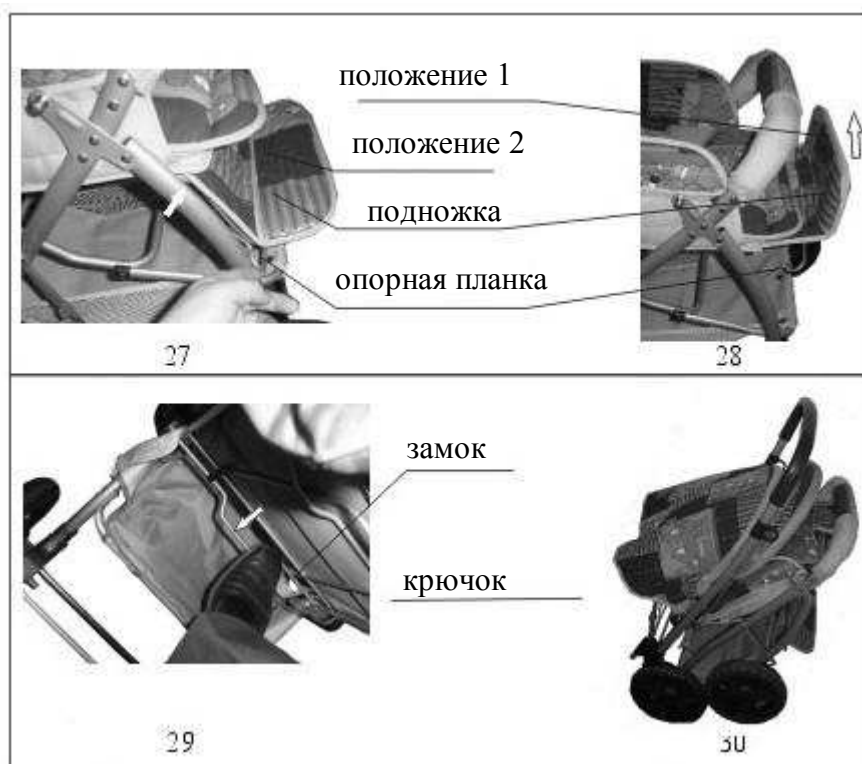 положение 1
положение 2
подножка
опорная планка
27
28
замок
крючок
29
30